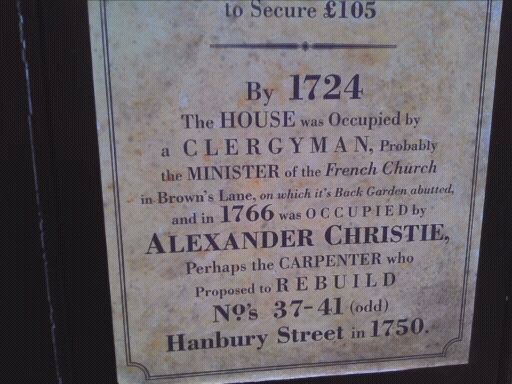 to Secure £105
By 1724
The HOUSE was Occupied by
a CLERGYMAN, Probably
the MINISTER of the French Church
in Brown's Lane, on which it's Back Garden abutted,
and in 1766 was OCCUPIED by
ALEXANDER CHRISTIE,
Perhaps the CARPENTER who
Proposed to REBUILD
No's 37-41 (odd)
Hanbury Street in 1750.